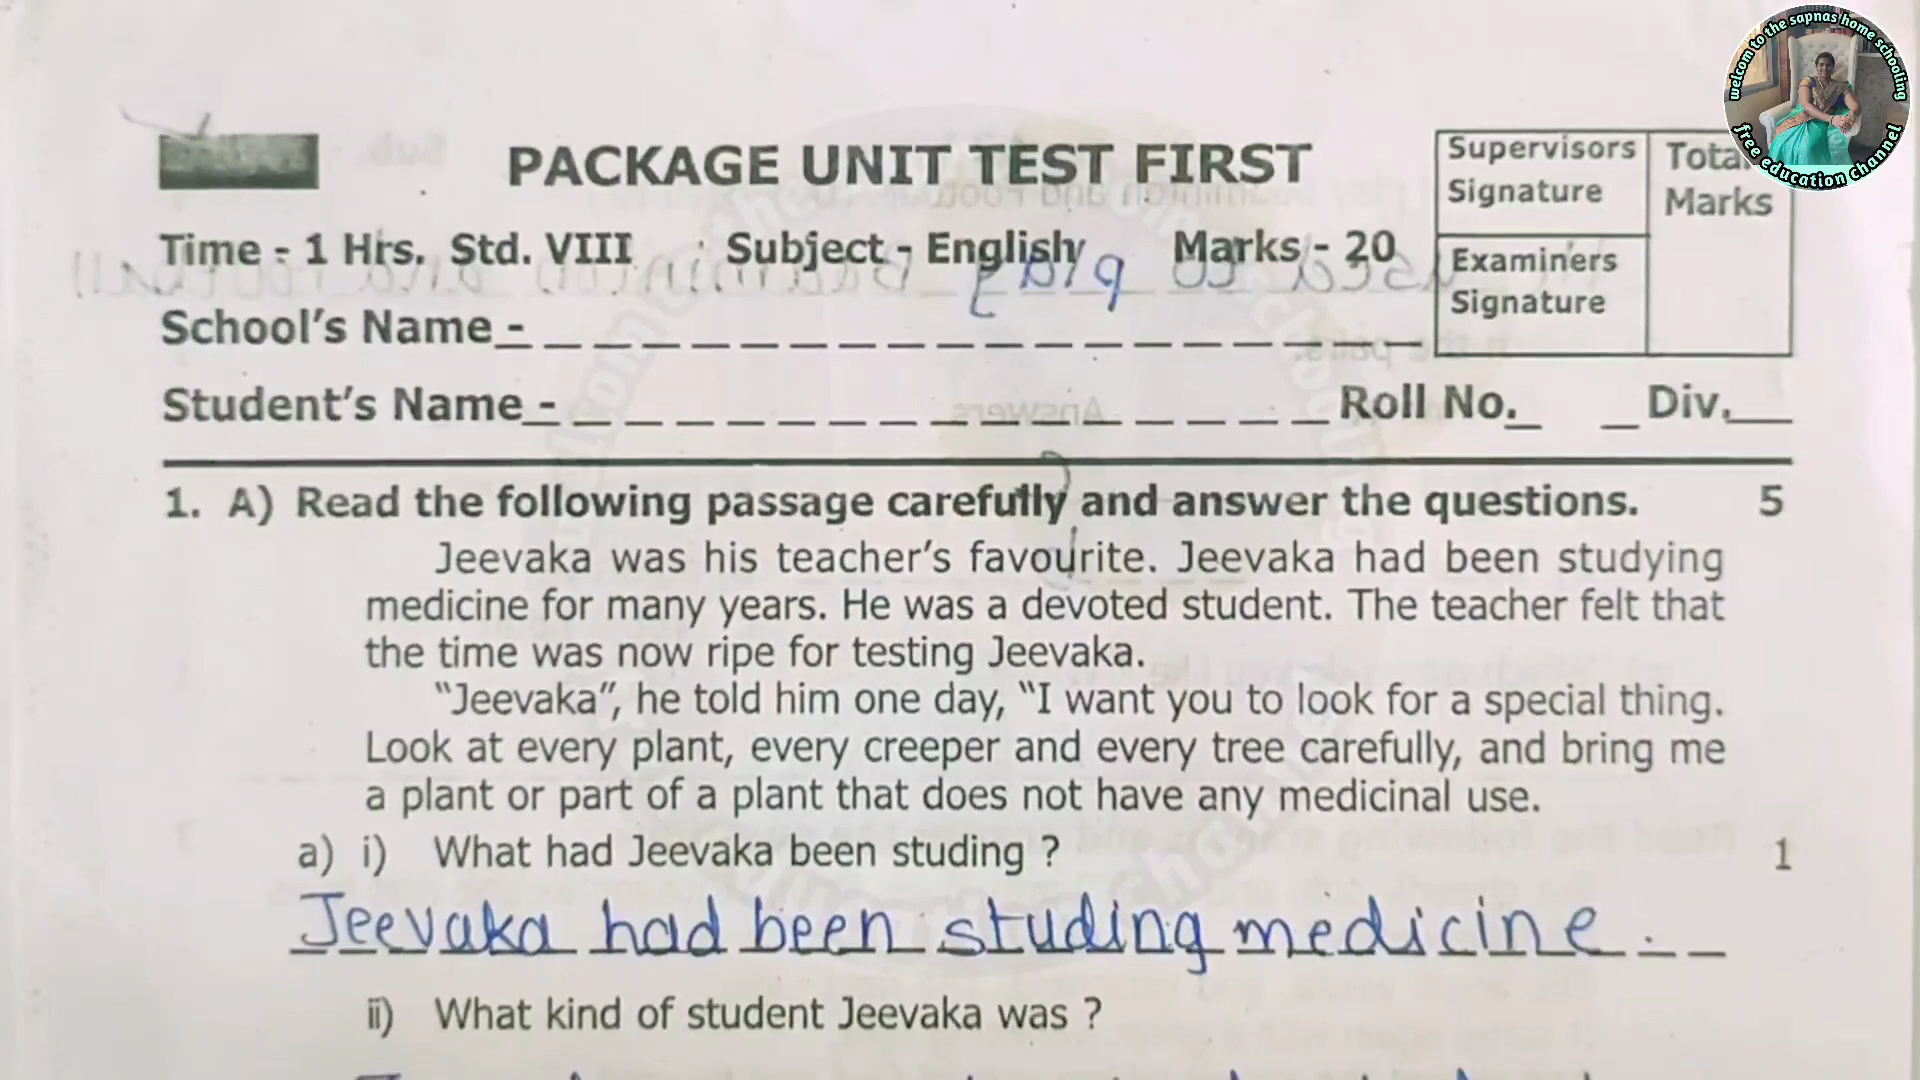 welcom to the sapnas home schooling
free education channel
PACKAGE UNIT TEST FIRST
Supervisors Signature
Total Marks
Time - 1 Hrs. Std. VIII Subject - English Marks - 20
Examiners Signature
School's Name -
Student's Name - Roll No. Div.
1. A) Read the following passage carefully and answer the questions. 5
Jeevaka was his teacher's favourite. Jeevaka had been studying
medicine for many years. He was a devoted student. The teacher felt that
the time was now ripe for testing Jeevaka.
"Jeevaka", he told him one day, "I want you to look for a special thing.
Look at every plant, every creeper and every tree carefully, and bring me
a plant or part of a plant that does not have any medicinal use.
a) i) What had Jeevaka been studing ? 1
Jeevaka had been studing medicine.
ii) What kind of student Jeevaka was ?